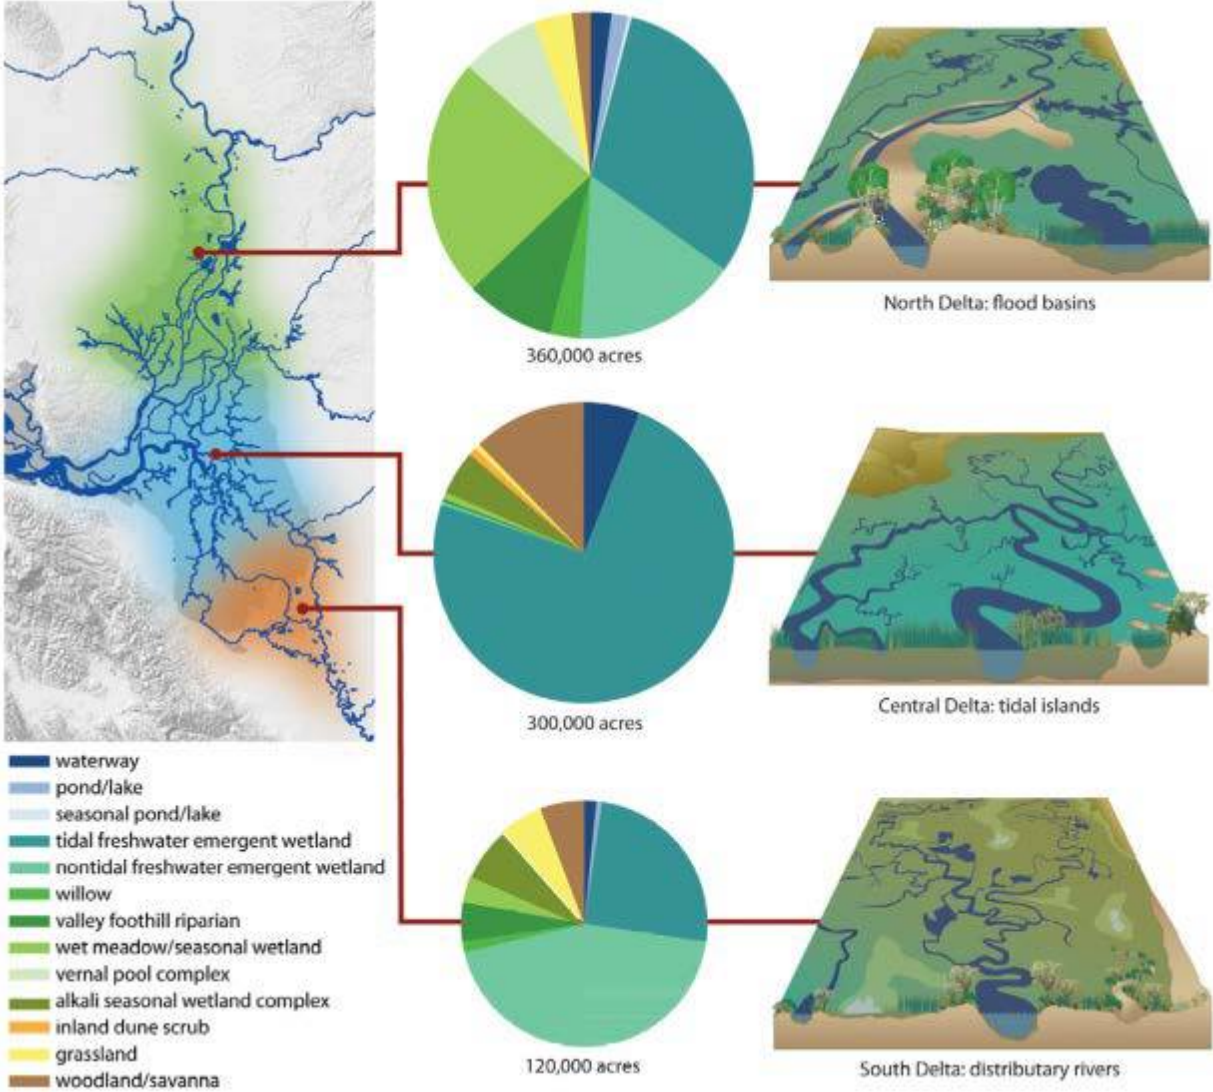 360,000 acres
North Delta: flood basins
300,000 acres
Central Delta: tidal islands
waterway
pond/lake
seasonal pond/lake
tidal freshwater emergent wetland
nontidal freshwater emergent wetland
willow
valley foothill riparian
wet meadow/seasonal wetland
vernal pool complex
alkali seasonal wetland complex
inland dune scrub
grassland
woodland/savanna
120,000 acres
South Delta: distributary rivers